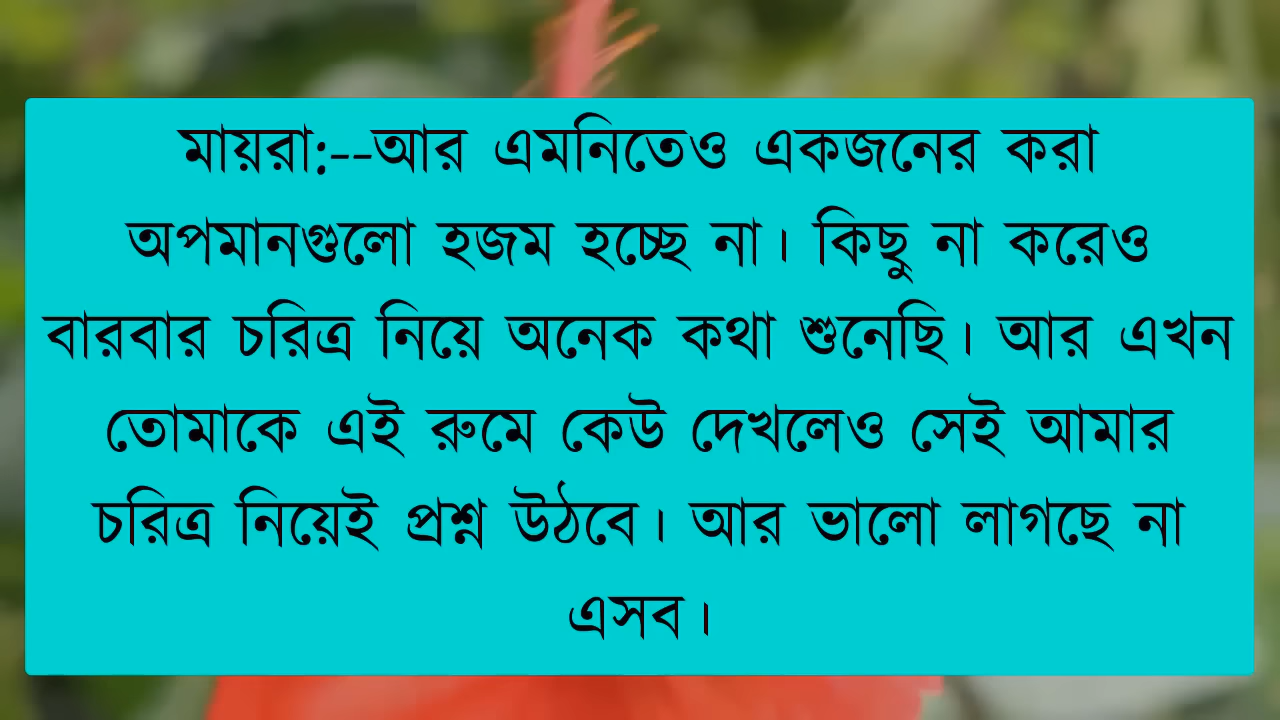 মায়রা:--আর এমনিতেও একজনের করা
অপমানগুলো হজম হচ্ছে না। কিছু না করেও
বারবার চরিত্র নিয়ে অনেক কথা শুনেছি। আর এখন
তোমাকে এই রুমে কেউ দেখলেও সেই আমার
চরিত্র নিয়েই প্রশ্ন উঠবে। আর ভালো লাগছে না
এসব।